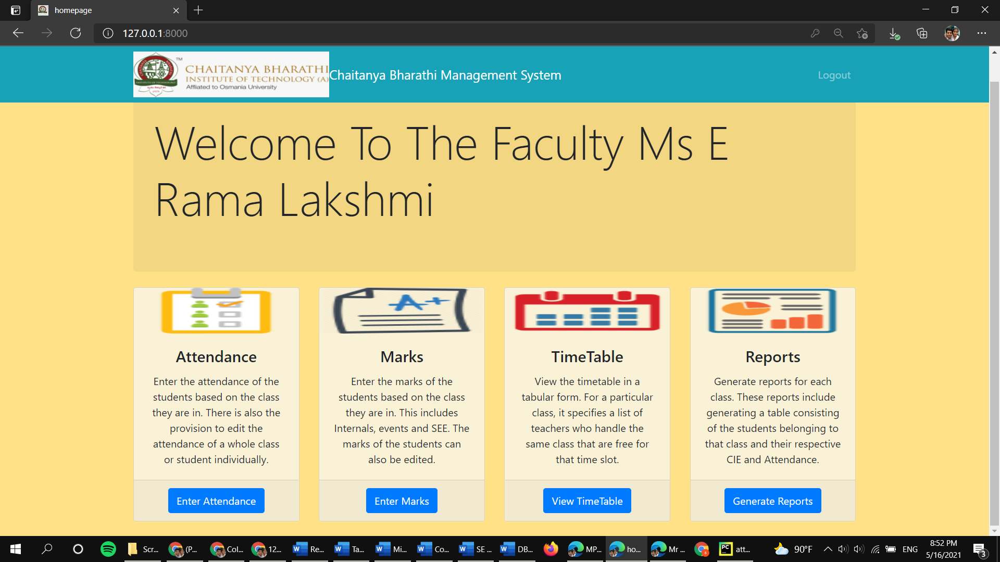 homepage
127.0.0.1:8000
TM
CHAITANYA BHARATHI
INSTITUTE OF TECHNOLOGY (A)
Affliated to Osmania University
1979
Chaitanya Bharathi Management System
Logout
Welcome To The Faculty Ms E
Rama Lakshmi
A+
Attendance
Enter the attendance of the
students based on the class
they are in. There is also the
provision to edit the
attendance of a whole class
or student individually.
Enter Attendance
Marks
Enter the marks of the
students based on the class
they are in. This includes
Internals, events and SEE. The
marks of the students can
also be edited.
Enter Marks
TimeTable
View the timetable in a
tabular form. For a particular
class, it specifies a list of
teachers who handle the
same class that are free for
that time slot.
View TimeTable
Reports
Generate reports for each
class. These reports include
generating a table consisting
of the students belonging to
that class and their respective
CIE and Attendance.
Generate Reports
Scr...
(P...
Col...
12...
W Re...
W Ta...
W Mi...
W Co...
W SE ...
W DB...
MP...
ho...
Mr ...
S
PC att...
90°F
ENG
8:52 PM
5/16/2021
3